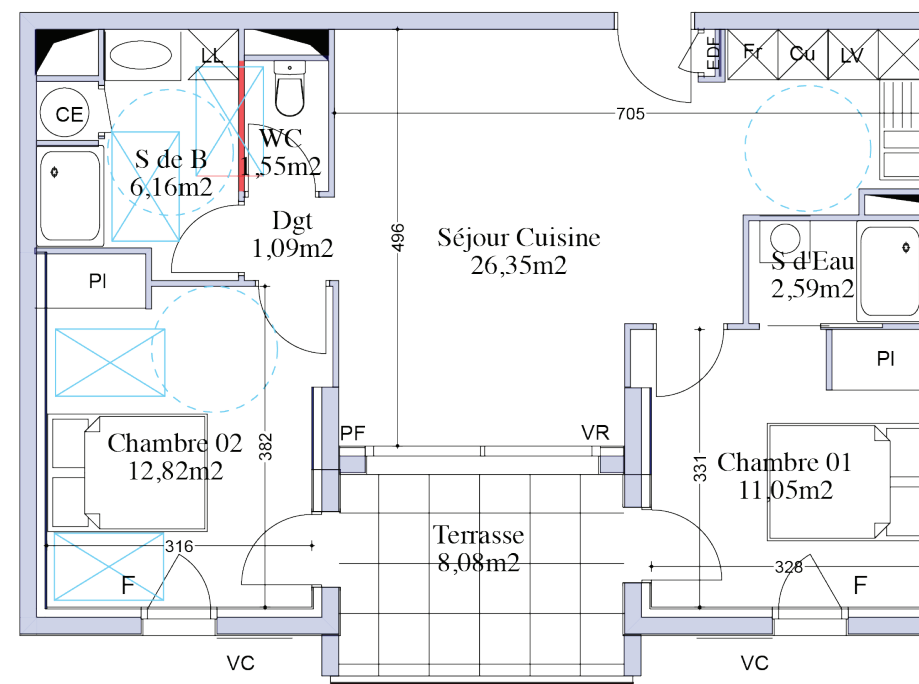 LL
EDF
Fr
Cu
LV
CE
WC
1,55m2
705
S de B
6,16m2
Dgt
1,09m2
496
Séjour Cuisine
26,35m2
S d'Eau
2,59m2
Pl
Pl
PF
VR
Chambre 02
12,82m2
382
331
Chambre 01
11,05m2
316
Terrasse
8,08m2
328
F
F
VC
VC